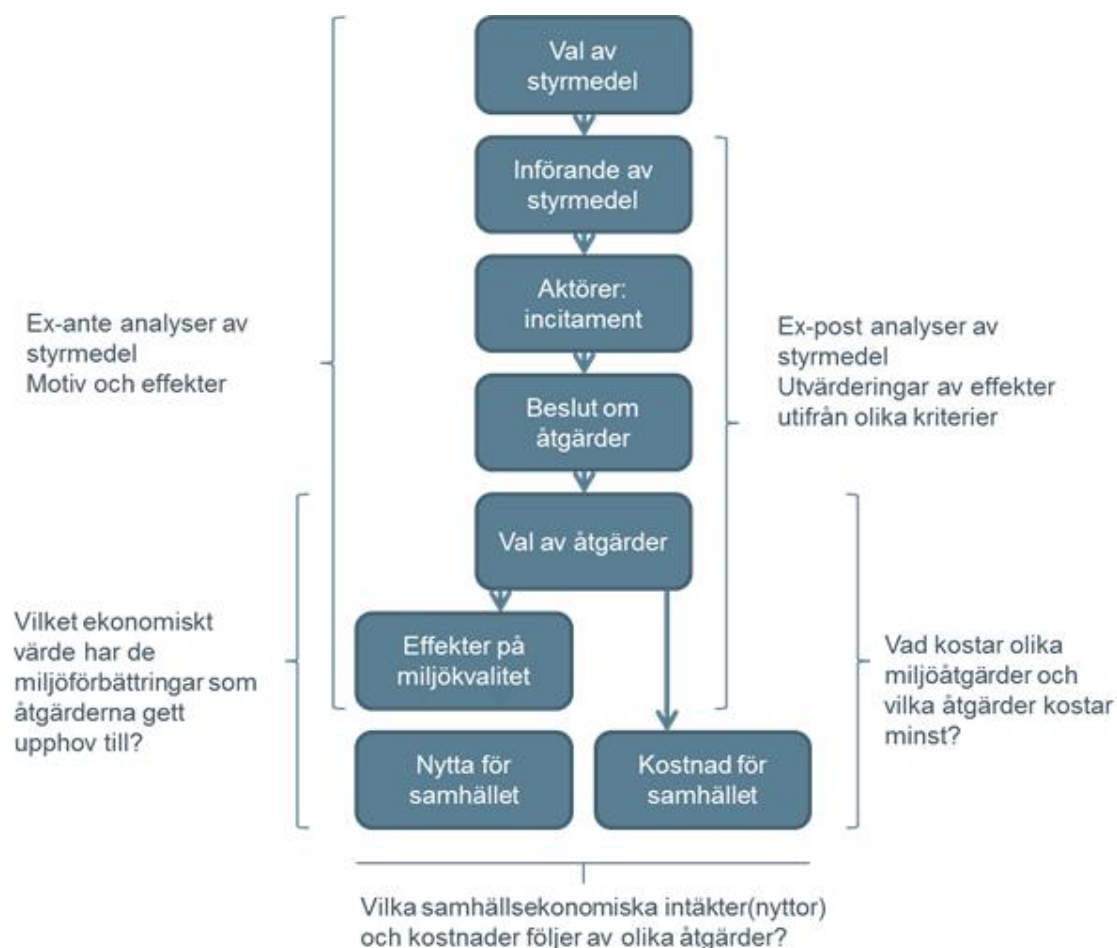 Val av
styrmedel
Införande av
styrmedel
Aktörer:
incitament
Ex-ante analyser av
styrmedel
Motiv och effekter
Ex-post analyser av
styrmedel
Utvärderingar av effekter
utifrån olika kriterier
Beslut om
åtgärder
Val av åtgärder
Vilket ekonomiskt
värde har de
miljöförbättringar som
åtgärderna gett
upphov till?
Effekter på
miljökvalitet
Vad kostar olika
miljöåtgärder och
vilka åtgärder kostar
minst?
Nytta för
samhället
Kostnad för
samhället
Vilka samhällsekonomiska intäkter(nyttor)
och kostnader följer av olika åtgärder?